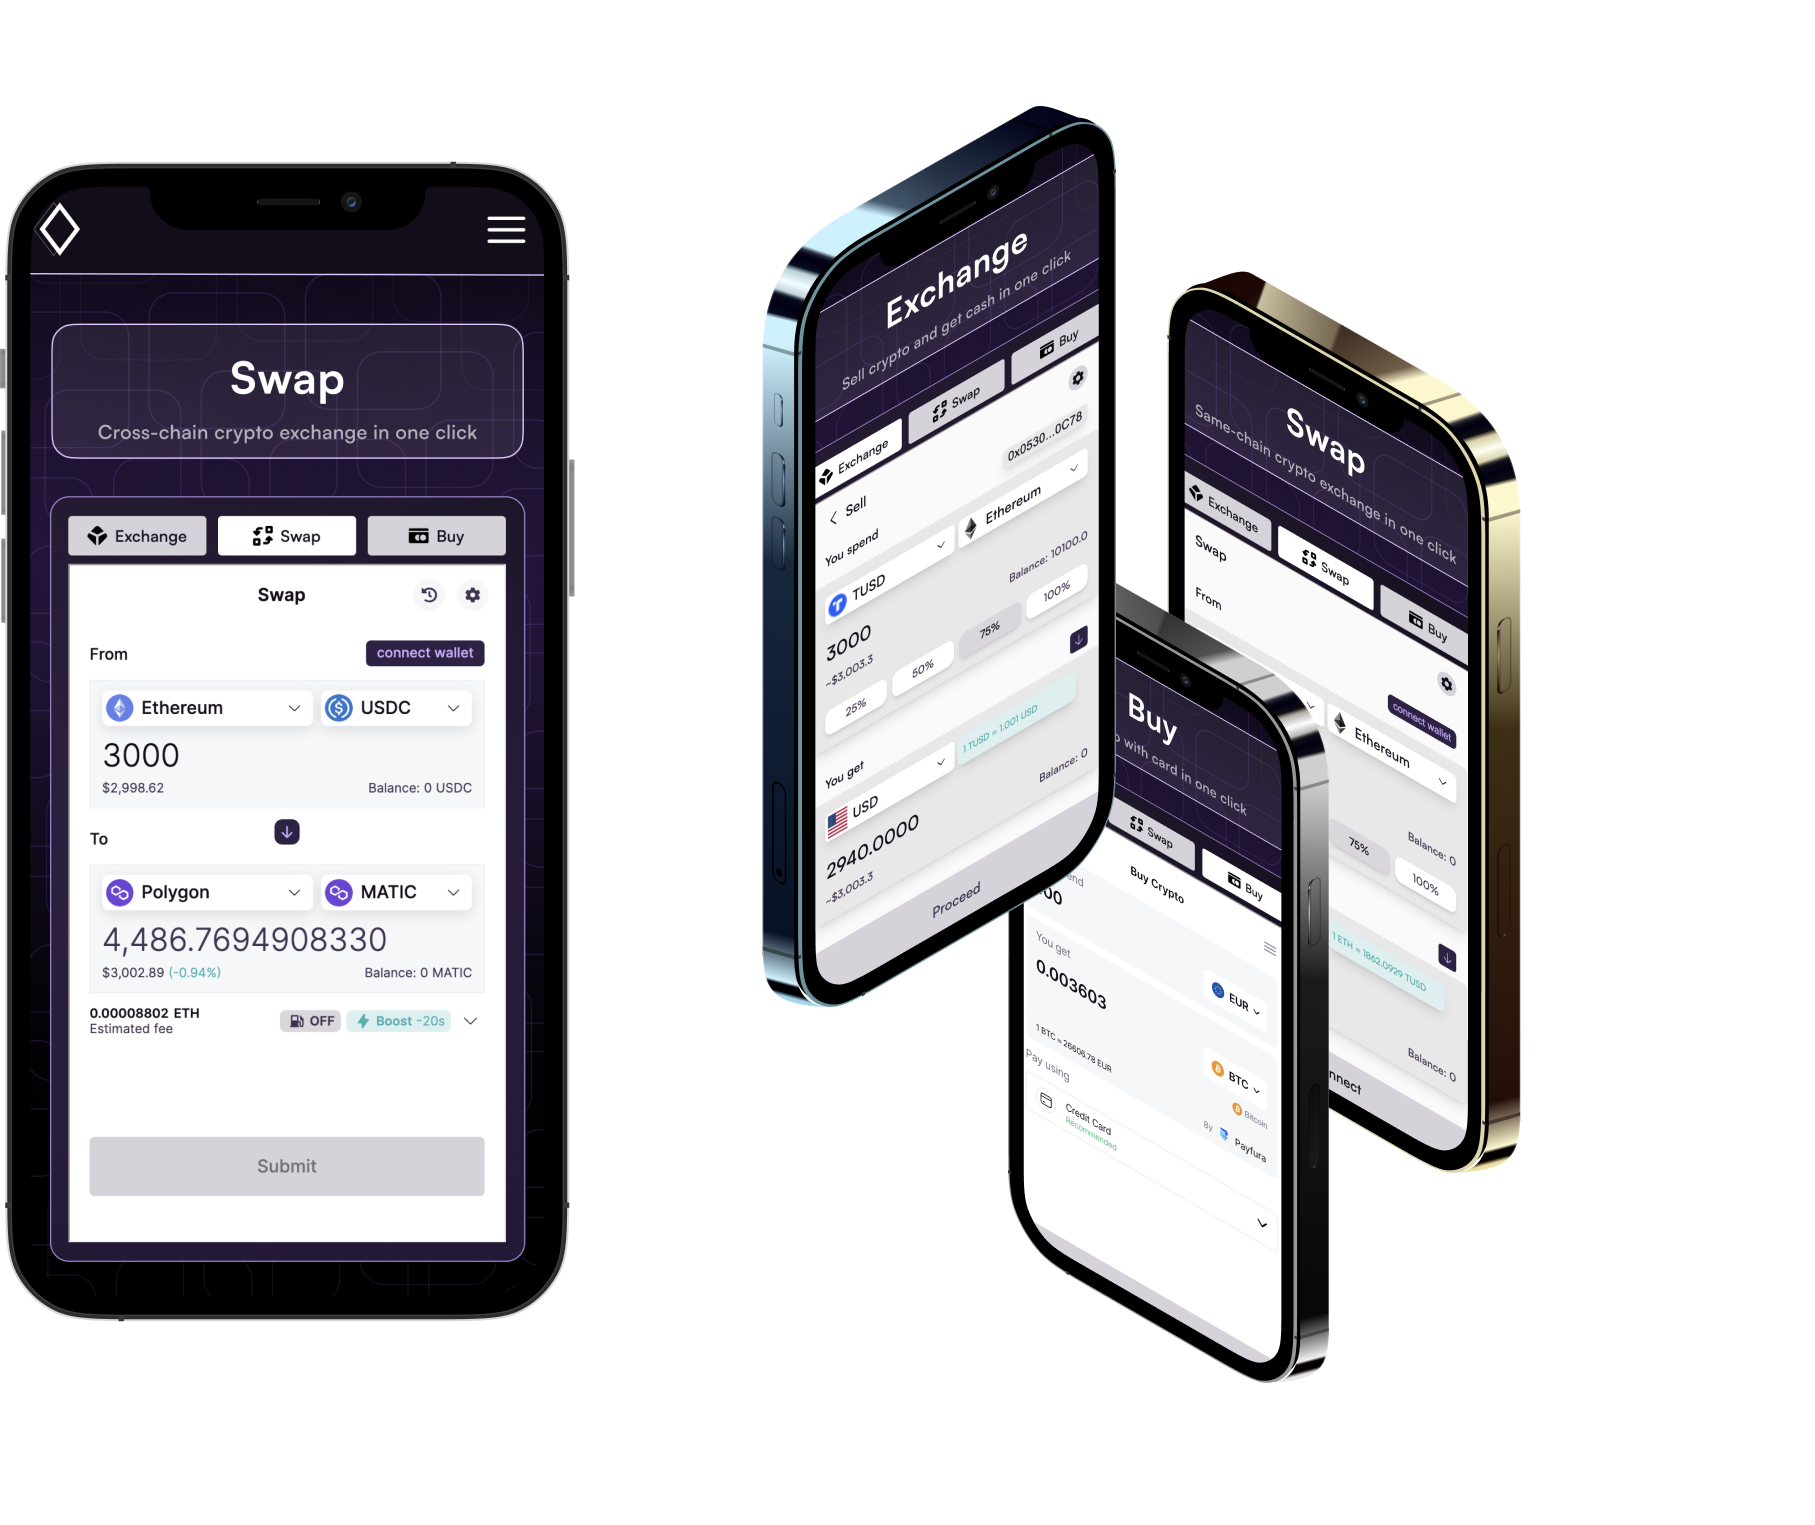 Swap
Cross-chain crypto exchange in one click
Exchange
Swap
Buy
Swap
From
connect wallet
Ethereum
USDC
3000
$2,998.62
Balance: 0 USDC
To
Polygon
MATIC
4,486.7694908330
$3,002.89 (-0.94%)
Balance: 0 MATIC
0.00008802 ETH
Estimated fee
OFF
Boost -20s
Submit
Exchange
Sell crypto and get cash in one click
Exchange
Swap
Buy
0x0530...0C78
Sell
You spend
TUSD
Ethereum
3000
~$3,003.3
Balance: 10100.0
25%
50%
75%
100%
You get
1 TUSD = 1.001 USD
USD
Balance: 0
2940.0000
~$3,003.3
Proceed
Swap
Same-chain crypto exchange in one click
Exchange
Swap
Buy
Swap
From
connect wallet
Ethereum
Balance: 0
75%
100%
1 ETH = 1862.0929 TUSD
Balance: 0
nnect
Buy
with card in one click
Swap
Buy
Buy Crypto
end
00
EUR
You get
0.003603
BTC
Bitcoin
1 BTC = 26606.78 EUR
By Payfura
Pay using
Credit Card
Recommended